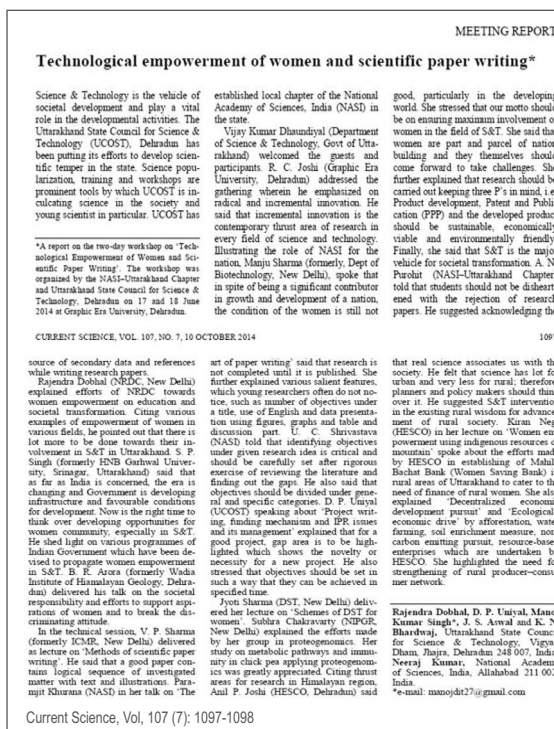 MEETING REPORT
Technological empowerment of women and scientific paper writing*
Science & Technology is the vehicle of
societal development and play a vital
role in the developmental activities. The
Uttarakhand State Council for Science &
Technology (UCOST), Dehradun has
been putting its efforts to develop scien-
tific temper in the state. Science popu-
larization, training and workshops are
prominent tools by which UCOST is in-
culcating science in the society and
young scientist in particular. UCOST has
*A report on the two-day workshop on ‘Tech-
nological Empowerment of Women and Sci-
entific Paper Writing’. The workshop was
organized by the NASI–Uttarakhand Chapter
and Uttarakhand State Council for Science &
Technology, Dehradun on 17 and 18 June
2014 at Graphic Era University, Dehradun.
established local chapter of the National
Academy of Sciences, India (NASI) in
the state.
Vijay Kumar Dhaundiyal (Department
of Science & Technology, Govt of Utta-
rakhand) welcomed the guests and
participants. R. C. Joshi (Graphic Era
University, Dehradun) addressed the
gathering wherein he emphasized on
radical and incremental innovation. He
said that incremental innovation is the
contemporary thrust area of research in
every field of science and technology.
Illustrating the role of NASI for the
nation, Manju Sharma (formerly, Dept of
Biotechnology, New Delhi), spoke that
in spite of being a significant contributor
in growth and development of a nation,
the condition of the women is still not
good, particularly in the developing
world. She stressed that our motto should
be on ensuring maximum involvement of
women in the field of S&T. She said that
women are part and parcel of nation
building and they themselves should
come forward to take challenges. She
further explained that research should be
carried out keeping three P's in mind, i.e.
Product development, Patent and Publi-
cation (PPP) and the developed product
should be sustainable, economically
viable and environmentally friendly.
Finally, she said that S&T is the major
vehicle for societal transformation. A. N.
Purohit (NASI–Uttarakhand Chapter)
told that students should not be disheart-
ened with the rejection of research
papers. He suggested acknowledging the
CURRENT SCIENCE, VOL. 107, NO. 7, 10 OCTOBER 2014
1097
source of secondary data and references
while writing research papers.
Rajendra Dobhal (NRDC, New Delhi)
explained efforts of NRDC towards
women empowerment on education and
societal transformation. Citing various
examples of empowerment of women in
various fields, he pointed out that there is
lot more to be done towards their in-
volvement in S&T in Uttarakhand. S. P.
Singh (formerly HNB Garhwal Univer-
sity, Srinagar, Uttarakhand) said that
as far as India is concerned, the era is
changing and Government is developing
infrastructure and favourable conditions
for development. Now is the right time to
think over developing opportunities for
women community, especially in S&T.
He shed light on various programmes of
Indian Government which have been de-
vised to propagate women empowerment
in S&T. B. R. Arora (formerly Wadia
Institute of Hiamalayan Geology, Dehra-
dun) delivered his talk on the societal
responsibility and efforts to support aspi-
rations of women and to break the dis-
criminating attitude.
In the technical session, V. P. Sharma
(formerly ICMR, New Delhi) delivered
as lecture on ‘Methods of scientific paper
writing’. He said that a good paper con-
tains logical sequence of investigated
matter with text and illustrations. Para-
mjit Khurana (NASI) in her talk on ‘The
art of paper writing’ said that research is
not completed until it is published. She
further explained various salient features,
which young researchers often do not no-
tice, such as number of objectives under
a title, use of English and data presenta-
tion using figures, graphs and table and
discussion part. U. C. Shrivastava
(NASI) told that identifying objectives
under given research idea is critical and
should be carefully set after rigorous
exercise of reviewing the literature and
finding out the gaps. He also said that
objectives should be divided under gene-
ral and specific categories. D. P. Uniyal
(UCOST) speaking about ‘Project writ-
ing, funding mechanism and IPR issues
and its management’ explained that for a
good project, gap area is to be high-
lighted which shows the novelty or
necessity for a new project. He also
stressed that objectives should be set in
such a way that they can be achieved in
specified time.
Jyoti Sharma (DST, New Delhi) deliv-
ered her lecture on ‘Schemes of DST for
women’. Subhra Chakravarty (NIPGR,
New Delhi) explained the efforts made
by her group in proteogenomics. Her
study on metabolic pathways and immu-
nity in chick pea applying proteogenom-
ics was greatly appreciated. Citing thrust
areas for research in Himalayan region,
Anil P. Joshi (HESCO, Dehradun) said
that real science associates us with the
society. He felt that science has lot for
urban and very less for rural; therefore
planners and policy makers should think
over it. He suggested S&T intervention
in the existing rural wisdom for advance-
ment of rural society. Kiran Negi
(HESCO) in her lecture on ‘Women em-
powerment using indigenous resources of
mountain’ spoke about the efforts made
by HESCO in establishing of Mahila
Bachat Bank (Women Saving Bank) in
rural areas of Uttarakhand to cater to the
need of finance of rural women. She also
explained ‘Decentralized economic
development pursuit’ and ‘Ecological
economic drive’ by afforestation, water
farming, soil enrichment measure, non-
carbon emitting pursuit, resource-based
enterprises which are undertaken by
HESCO. She highlighted the need for
strengthening of rural producer–consu-
mer network.
Rajendra Dobhal, D. P. Uniyal, Manoj
Kumar Singh*, J. S. Aswal and K. N.
Bhardwaj, Uttarakhand State Council
for Science & Technology, Vigyan
Dham, Jhajra, Dehradun 248 007, India;
Neeraj Kumar, National Academy
of Sciences, India, Allahabad 211 002,
India.
*e-mail: manojdit27@gmail.com
Current Science, Vol, 107 (7): 1097-1098